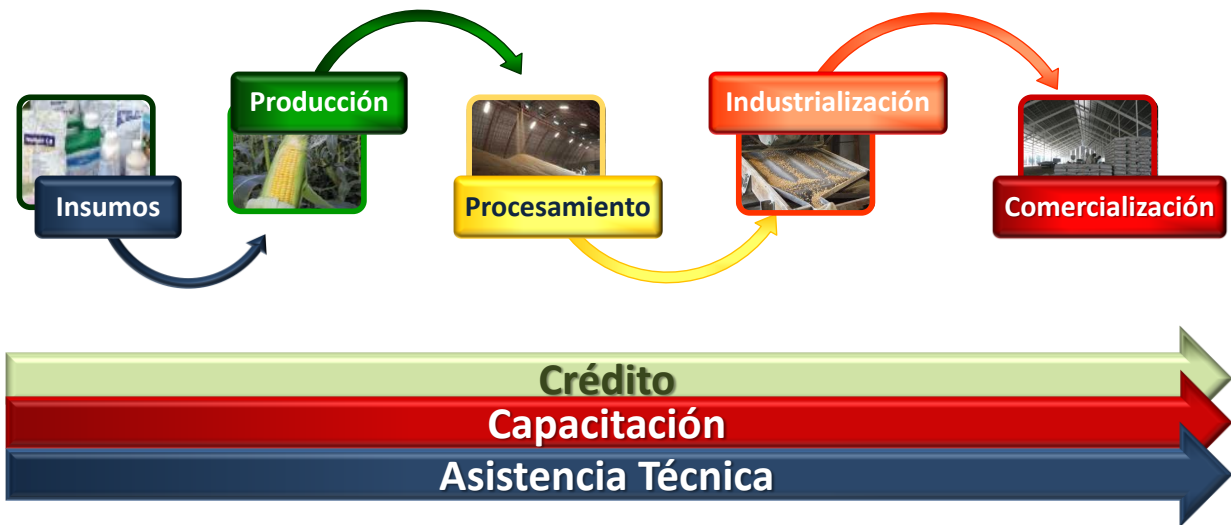 Producción
Industrialización
Insumos
Procesamiento
Comercialización
Crédito
Capacitación
Asistencia Técnica